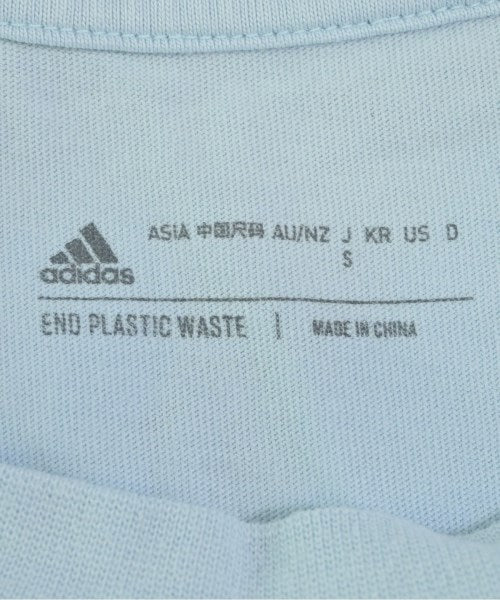 ASIA 中国尺码 AU/NZ J KR US D
S
adidas
END PLASTIC WASTE | MADE IN CHINA